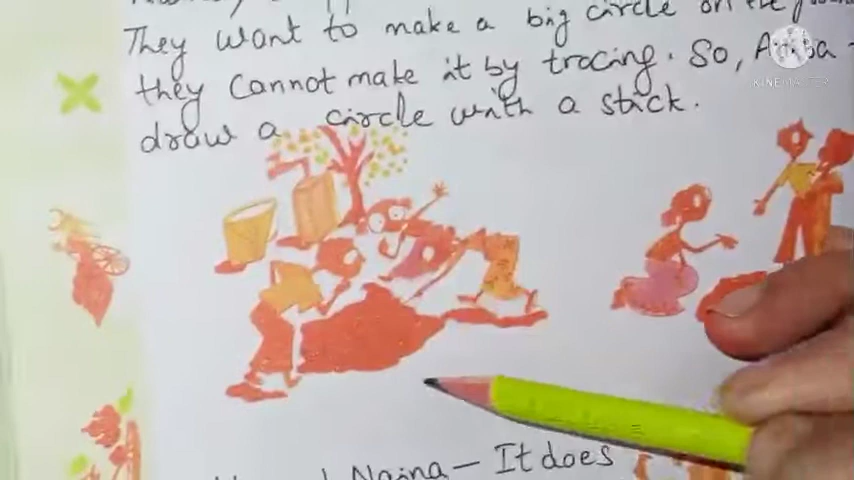 They want to make a big circle on the
they cannot make it by tracing. So,
draw a circle with a stick.
Naina - It does
KINEMASTER